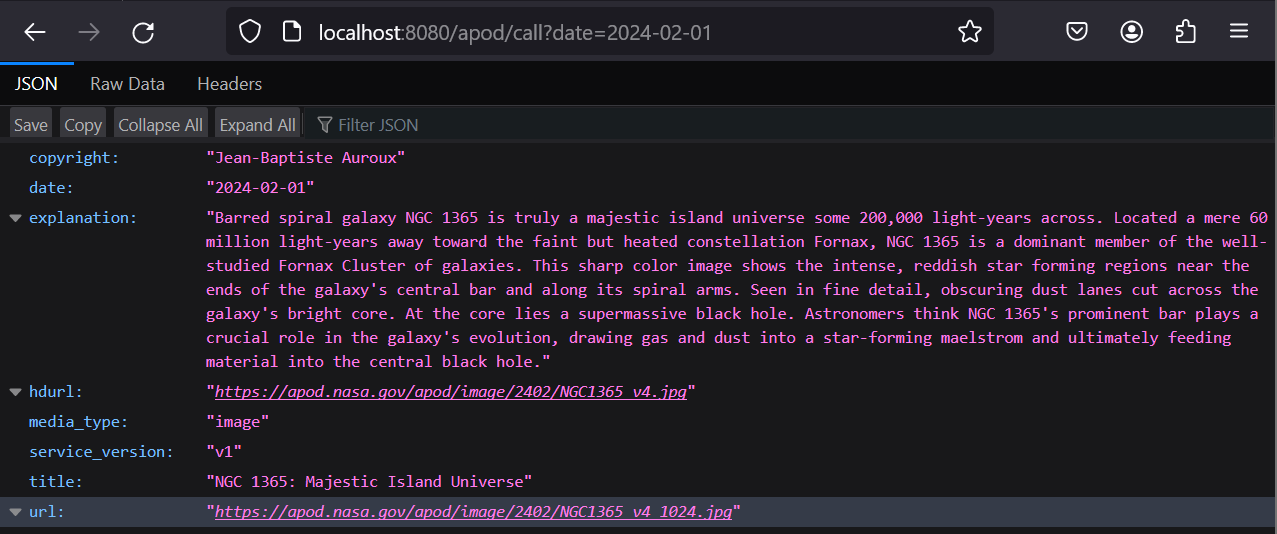 localhost:8080/apod/call?date=2024-02-01
JSON Raw Data Headers
Save Copy Collapse All Expand All Filter JSON
copyright: "Jean-Baptiste Auroux"
date: "2024-02-01"
explanation: "Barred spiral galaxy NGC 1365 is truly a majestic island universe some 200,000 light-years across. Located a mere 60
million light-years away toward the faint but heated constellation Fornax, NGC 1365 is a dominant member of the well-
studied Fornax Cluster of galaxies. This sharp color image shows the intense, reddish star forming regions near the
ends of the galaxy's central bar and along its spiral arms. Seen in fine detail, obscuring dust lanes cut across the
galaxy's bright core. At the core lies a supermassive black hole. Astronomers think NGC 1365's prominent bar plays a
crucial role in the galaxy's evolution, drawing gas and dust into a star-forming maelstrom and ultimately feeding
material into the central black hole."
hdurl: "https://apod.nasa.gov/apod/image/2402/NGC1365_v4.jpg"
media_type: "image"
service_version: "v1"
title: "NGC 1365: Majestic Island Universe"
url: "https://apod.nasa.gov/apod/image/2402/NGC1365_v4_1024.jpg"